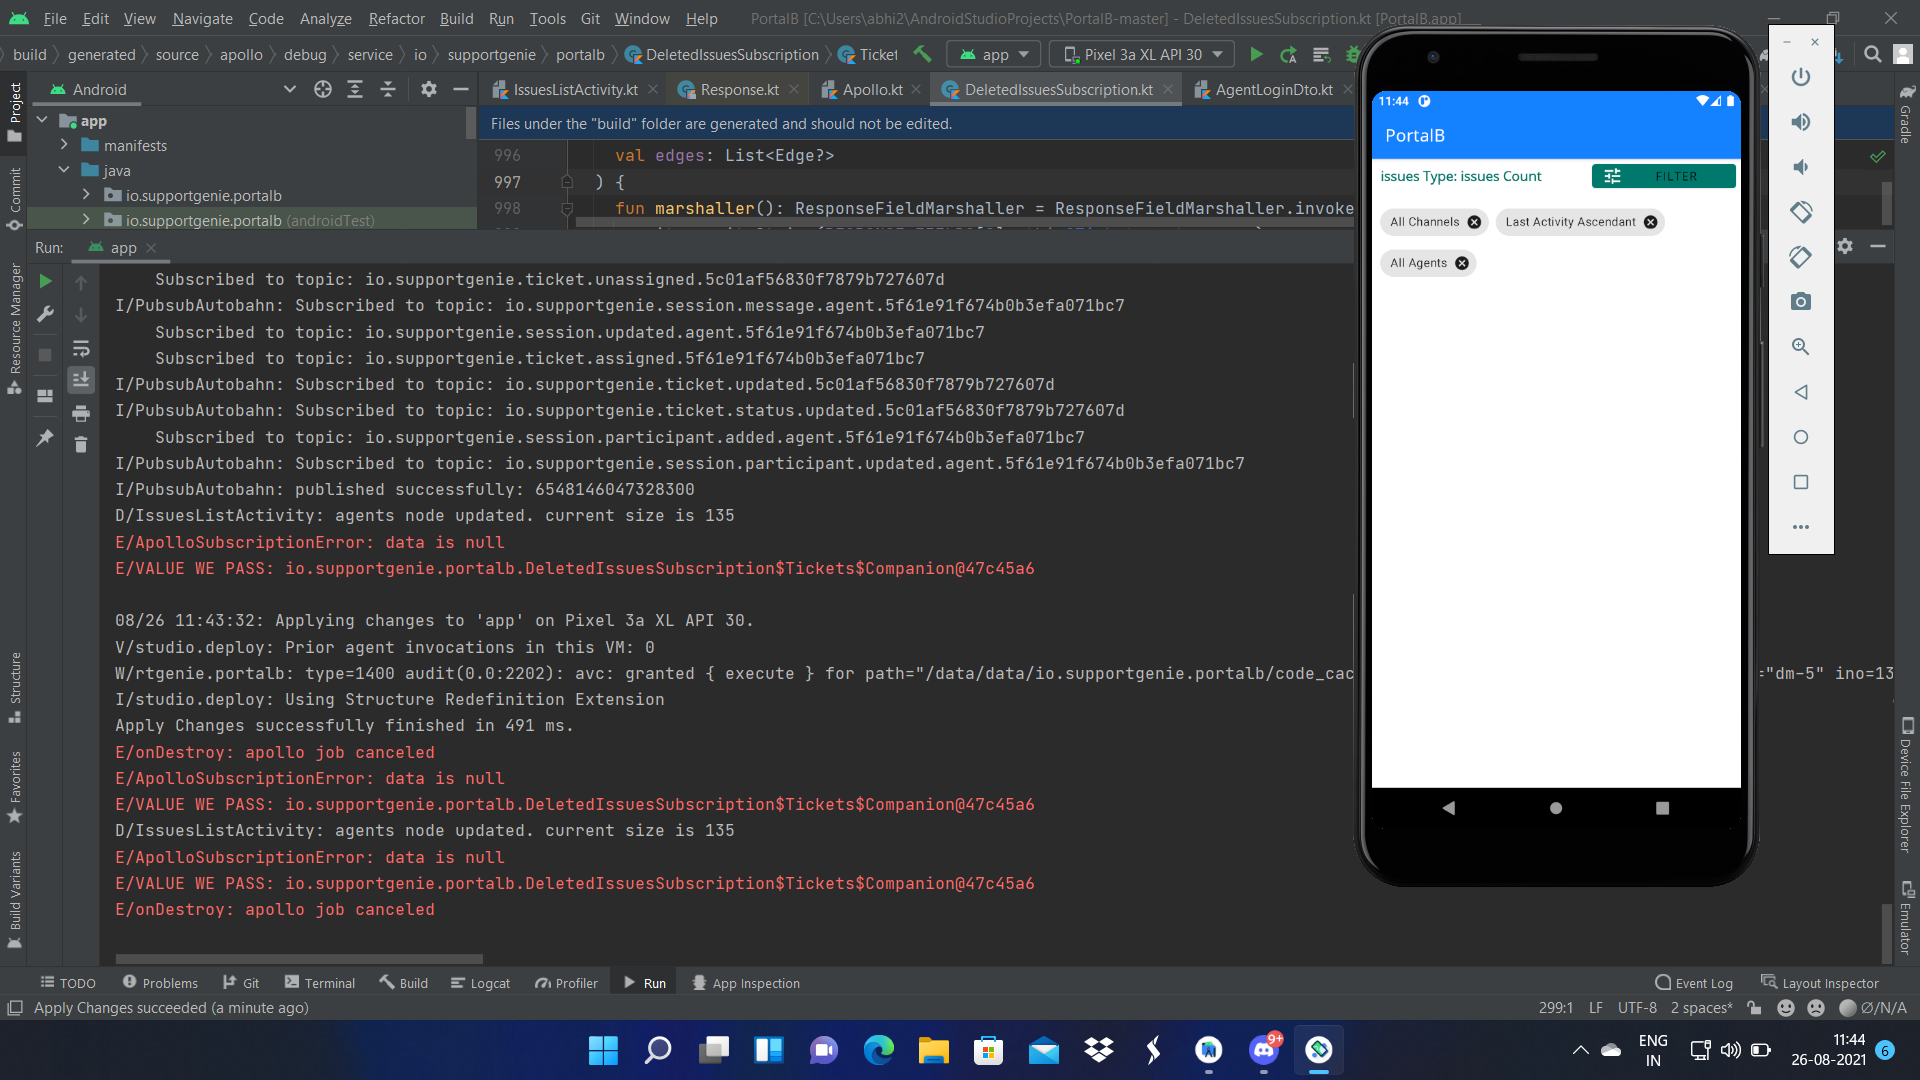 File Edit View Navigate Code Analyze Refactor Build Run Tools Git Window Help PortalB [C:\Users\abhi2\AndroidStudioProjects\PortalB-master] - DeletedIssuesSubscription.kt [PortalB.app]
build generated source apollo debug service io supportgenie portalb DeletedIssuesSubscription Ticket app Pixel 3a XL API 30
Android
IssuesListActivity.kt Response.kt Apollo.kt DeletedIssuesSubscription.kt AgentLoginDto.kt
app
manifests
java
io.supportgenie.portalb
io.supportgenie.portalb (androidTest)
Files under the "build" folder are generated and should not be edited.
996 val edges: List<Edge?>
997 ) {
998 fun marshaller(): ResponseFieldMarshaller = ResponseFieldMarshaller.invoke
Run: app
Subscribed to topic: io.supportgenie.ticket.unassigned.5c01af56830f7879b727607d
I/PubsubAutobahn: Subscribed to topic: io.supportgenie.session.message.agent.5f61e91f674b0b3efa071bc7
Subscribed to topic: io.supportgenie.session.updated.agent.5f61e91f674b0b3efa071bc7
Subscribed to topic: io.supportgenie.ticket.assigned.5f61e91f674b0b3efa071bc7
I/PubsubAutobahn: Subscribed to topic: io.supportgenie.ticket.updated.5c01af56830f7879b727607d
I/PubsubAutobahn: Subscribed to topic: io.supportgenie.ticket.status.updated.5c01af56830f7879b727607d
Subscribed to topic: io.supportgenie.session.participant.added.agent.5f61e91f674b0b3efa071bc7
I/PubsubAutobahn: Subscribed to topic: io.supportgenie.session.participant.updated.agent.5f61e91f674b0b3efa071bc7
I/PubsubAutobahn: published successfully: 6548146047328300
D/IssuesListActivity: agents node updated. current size is 135
E/ApolloSubscriptionError: data is null
E/VALUE WE PASS: io.supportgenie.portalb.DeletedIssuesSubscription$Tickets$Companion@47c45a6
08/26 11:43:32: Applying changes to 'app' on Pixel 3a XL API 30.
V/studio.deploy: Prior agent invocations in this VM: 0
W/rtgenie.portalb: type=1400 audit(0.0:2202): avc: granted { execute } for path="/data/data/io.supportgenie.portalb/code_cac ="dm-5" ino=13
I/studio.deploy: Using Structure Redefinition Extension
Apply Changes successfully finished in 491 ms.
E/onDestroy: apollo job canceled
E/ApolloSubscriptionError: data is null
E/VALUE WE PASS: io.supportgenie.portalb.DeletedIssuesSubscription$Tickets$Companion@47c45a6
D/IssuesListActivity: agents node updated. current size is 135
E/ApolloSubscriptionError: data is null
E/VALUE WE PASS: io.supportgenie.portalb.DeletedIssuesSubscription$Tickets$Companion@47c45a6
E/onDestroy: apollo job canceled
11:44
PortalB
issues Type: issues Count FILTER
All Channels Last Activity Ascendant
All Agents
Project
Commit
Resource Manager
Structure
Favorites
Build Variants
Gradle
Device File Explorer
Emulator
TODO Problems Git Terminal Build Logcat Profiler Run App Inspection Event Log Layout Inspector
Apply Changes succeeded (a minute ago) 299:1 LF UTF-8 2 spaces* Ø/N/A
9+
ENG
IN
11:44
26-08-2021 6